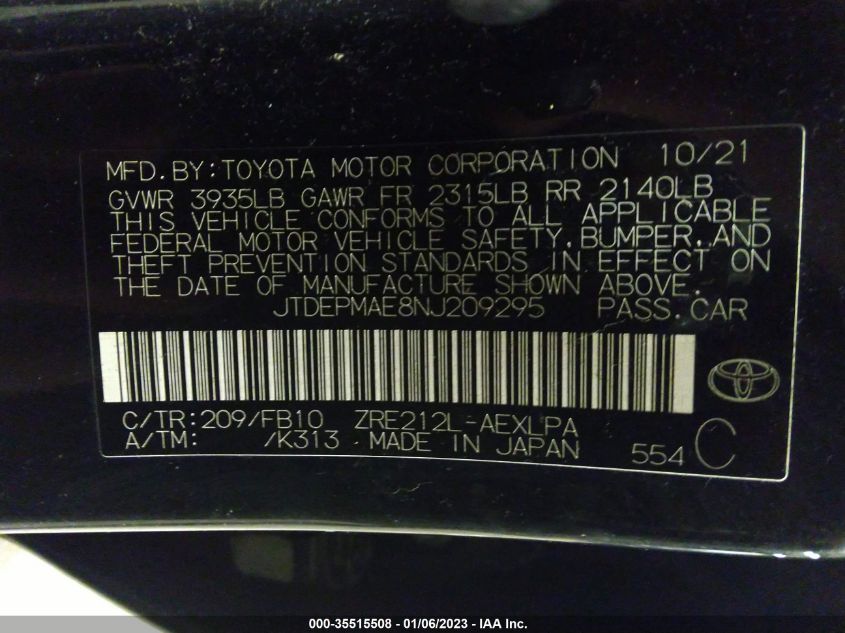 MFD.BY:TOYOTA MOTOR CORPORATION 10/21
GVWR 3935LB GAWR FR 2315LB RR 2140LB
THIS VEHICLE CONFORMS TO ALL APPLICABLE
FEDERAL MOTOR VEHICLE SAFETY,BUMPER,AND
THEFT PREVENTION STANDARDS IN EFFECT ON
THE DATE OF MANUFACTURE SHOWN ABOVE.
JTDEPMAE8NJ209295 PASS.CAR
C/TR:209/FB10 ZRE212L-AEXLPA
A/TM: /K313 MADE IN JAPAN 554 C
000-35515508 - 01/06/2023 - IAA Inc.